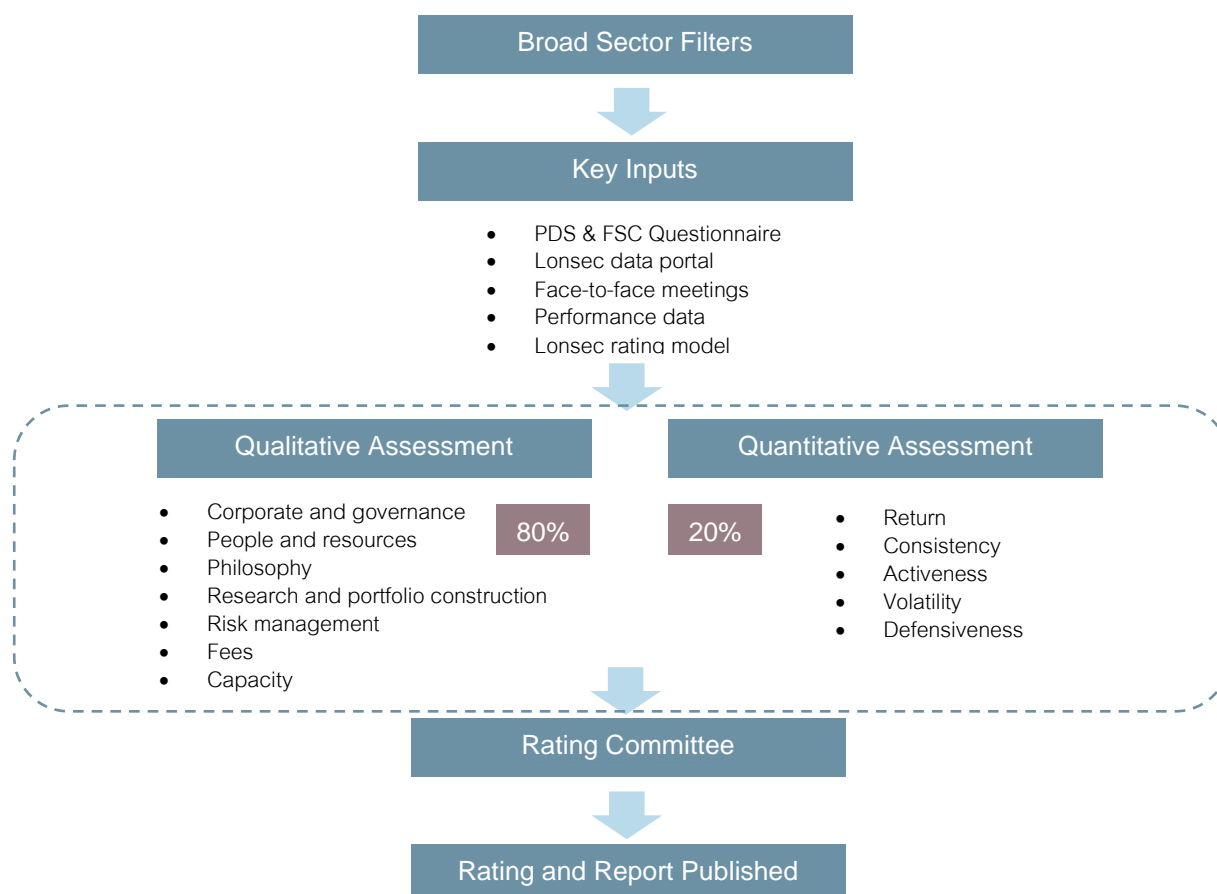 Broad Sector Filters
Key Inputs
• PDS & FSC Questionnaire
• Lonsec data portal
• Face-to-face meetings
• Performance data
• Lonsec rating model
Qualitative Assessment
• Corporate and governance
• People and resources
• Philosophy
• Research and portfolio construction
• Risk management
• Fees
• Capacity
80%
Quantitative Assessment
20%
• Return
• Consistency
• Activeness
• Volatility
• Defensiveness
Rating Committee
Rating and Report Published